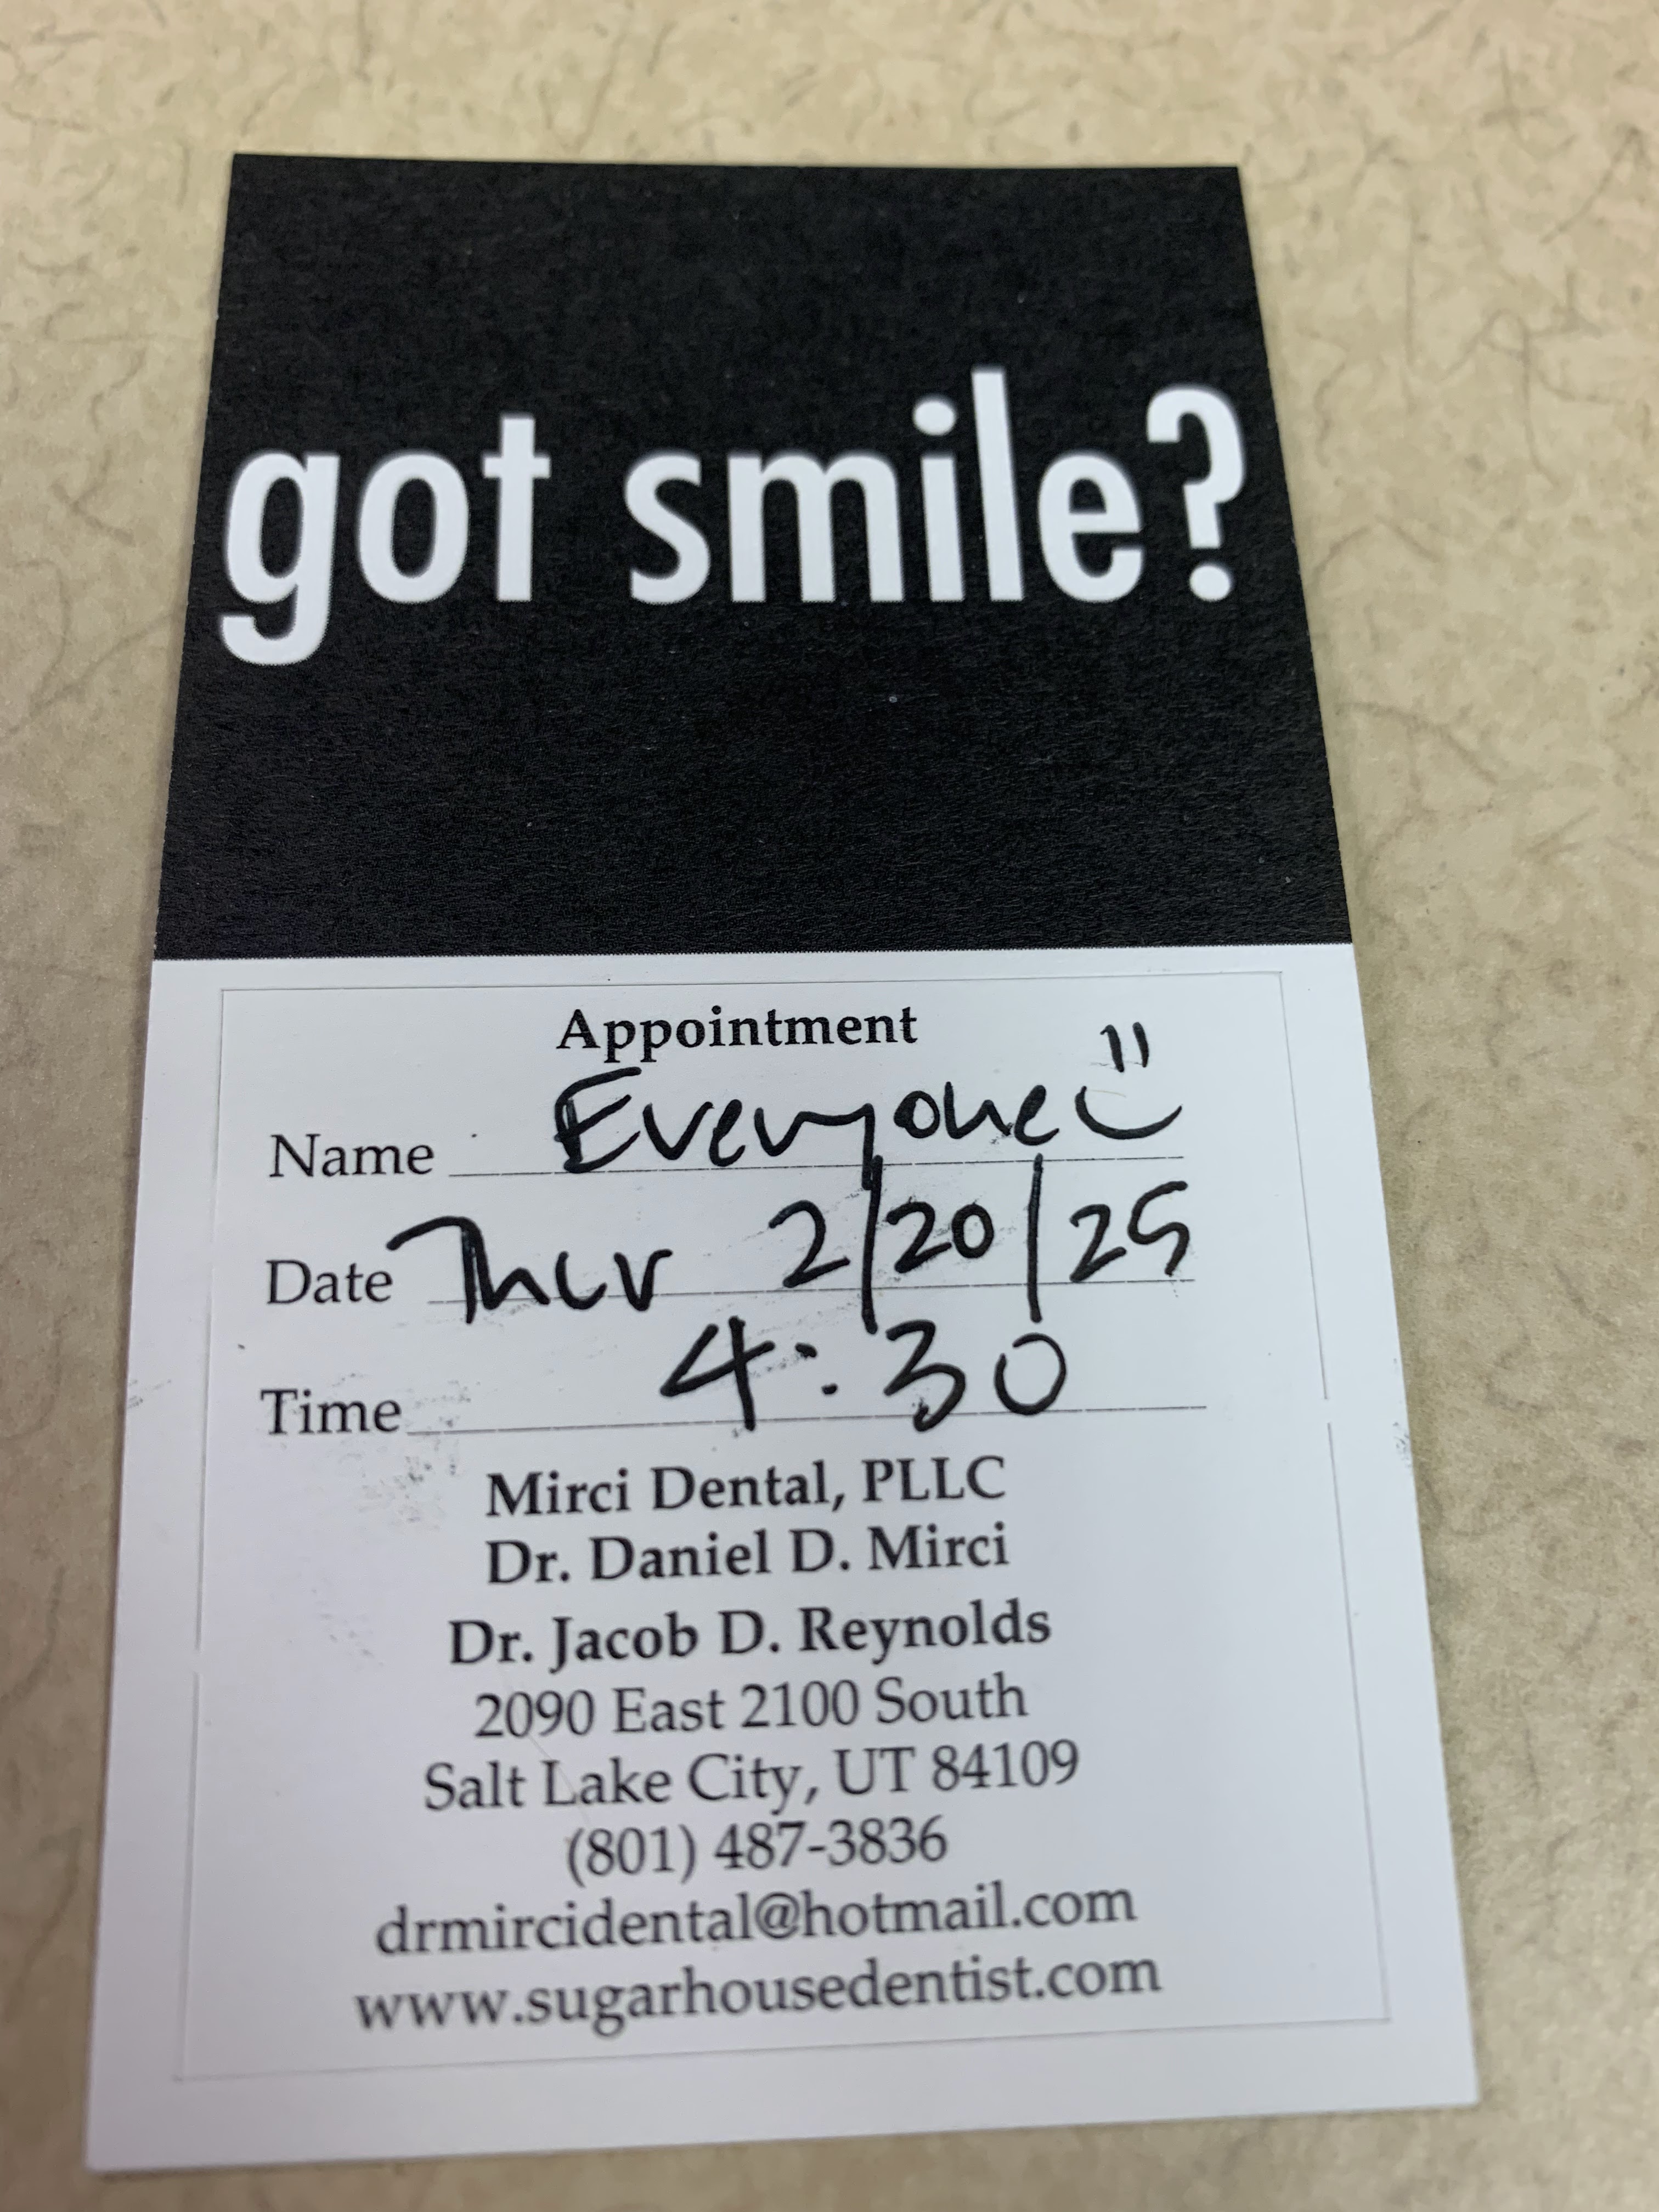 got smile?
Appointment
Name Everyone
Date Thur 2/20/25
Time 4:30
Mirci Dental, PLLC
Dr. Daniel D. Mirci
Dr. Jacob D. Reynolds
2090 East 2100 South
Salt Lake City, UT 84109
(801) 487-3836
drmircidental@hotmail.com
www.sugarhousedentist.com